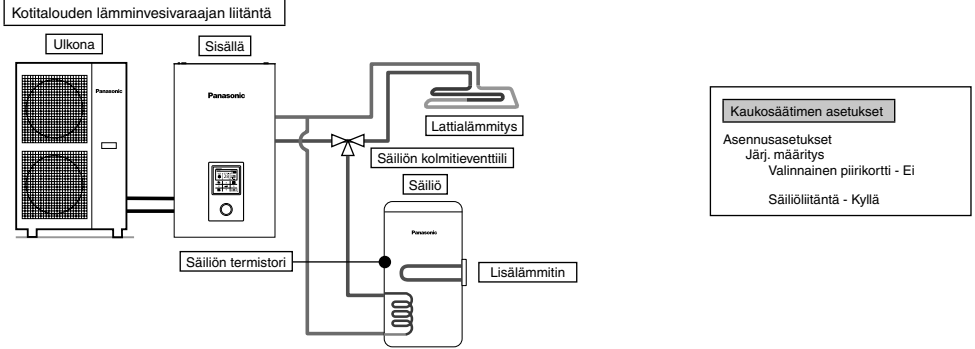 Kotitalouden lämminvesivaraajan liitäntä
Ulkona
Sisällä
Panasonic
Panasonic
Lattialämmitys
Säiliön kolmitieventtiili
Säiliö
Panasonic
Säiliön termistori
Lisälämmitin
Kaukosäätimen asetukset
Asennusasetukset
Järj. määritys
Valinnainen piirikortti - Ei
Säiliöliitäntä - Kyllä